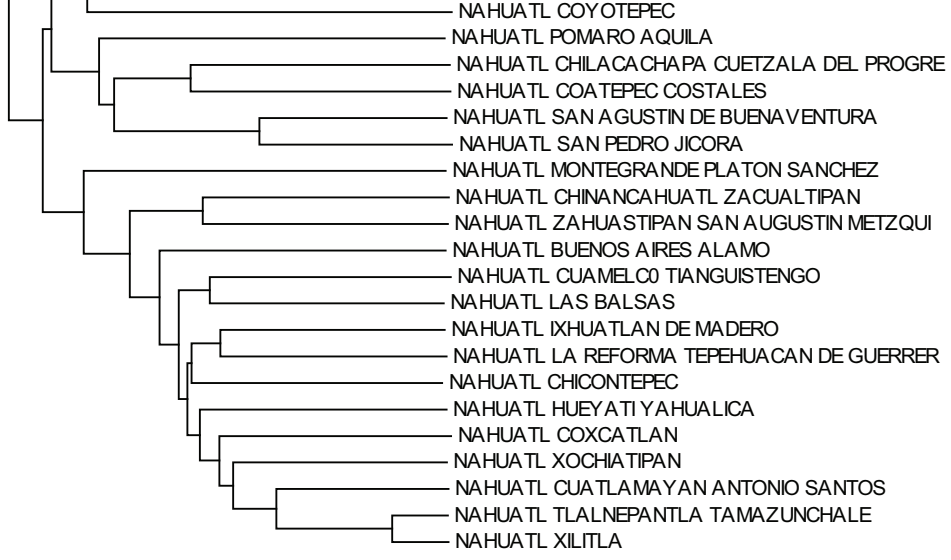 NAHUATL COYOTEPEC
NAHUATL POMARO AQUILA
NAHUATL CHILACACHAPA CUETZALA DEL PROGRE
NAHUATL COATEPEC COSTALES
NAHUATL SAN AGUSTIN DE BUENAVENTURA
NAHUATL SAN PEDRO JICORA
NAHUATL MONTEGRANDE PLATON SANCHEZ
NAHUATL CHINANCAHUATL ZACUALTIPAN
NAHUATL ZAHUASTIPAN SAN AUGUSTIN METZQUI
NAHUATL BUENOS AIRES ALAMO
NAHUATL CUAMELC0 TIANGUISTENGO
NAHUATL LAS BALSAS
NAHUATL IXHUATLAN DE MADERO
NAHUATL LA REFORMA TEPEHUACAN DE GUERRER
NAHUATL CHICONTEPEC
NAHUATL HUEYATI YAHUALICA
NAHUATL COXCATLAN
NAHUATL XOCHIATIPAN
NAHUATL CUATLAMAYAN ANTONIO SANTOS
NAHUATL TLALNEPANTLA TAMAZUNCHALE
NAHUATL XILITLA